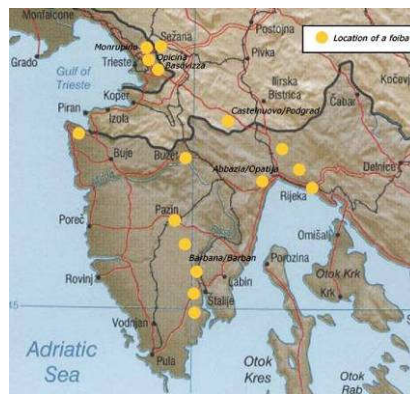 Monfalcone
Postojna
Location of a foiba
Sežana
Monrupino
Opicina
Grado
Trieste
Basovizza
Pivka
Gulf of
Trieste
Koper
Ilirska
Bistrica
Čabar
Piran
Izola
Castelnuovo/Podgrad
Buje
Buzet
Delnice
Abbazia/Opatija
Rijeka
Poreč
Pazin
Omišalj
Barbana/Barban
Porozina
Rovinj
Labin
Otok Krk
Krk
Stalije
45
Vodnjan
Adriatic
Sea
Pula
Otok
Kres
Otok
Rab